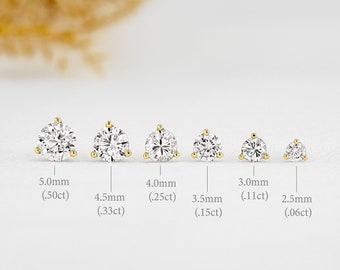 5.0mm
(.50ct)
4.5mm
(.33ct)
4.0mm
(.25ct)
3.5mm
(.15ct)
3.0mm
(.11ct)
2.5mm
(.06ct)